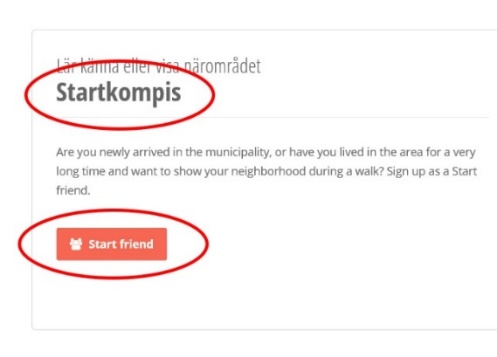 Lär känna eller visa närområdet
Startkompis
Are you newly arrived in the municipality, or have you lived in the area for a very
long time and want to show your neighborhood during a walk? Sign up as a Start
friend.
Start friend